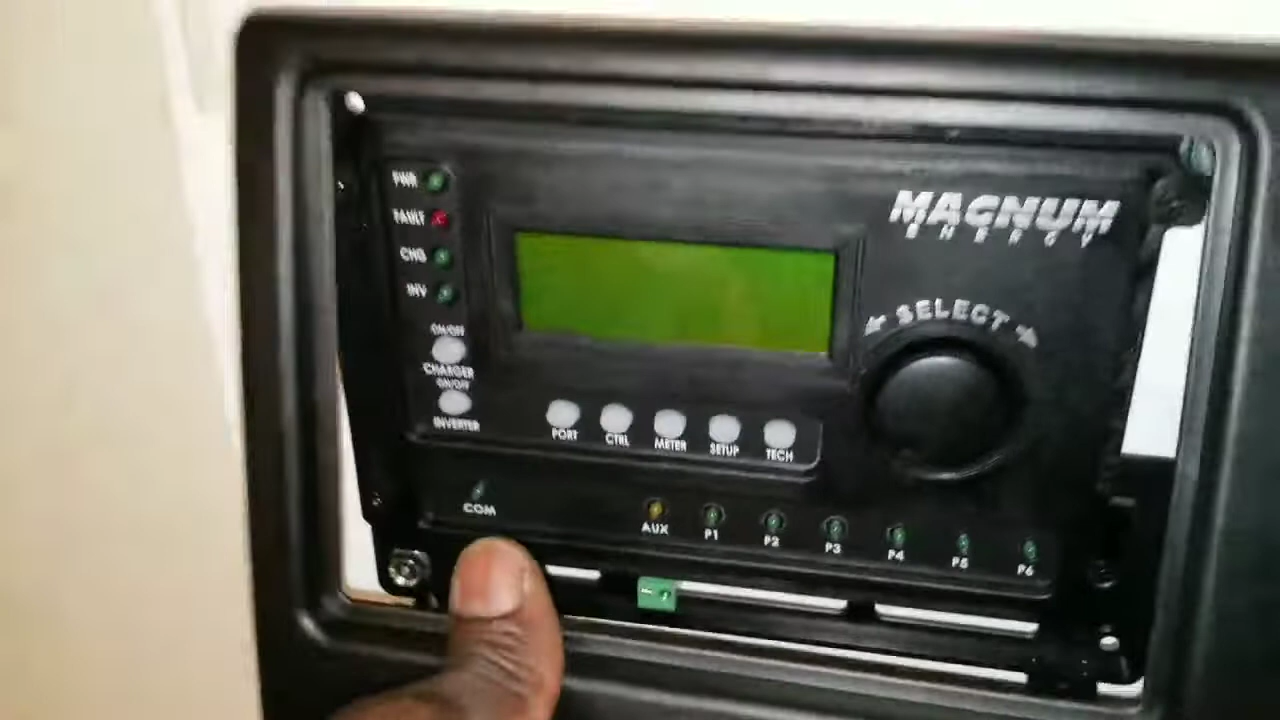 PWR
FAULT
CHG
INV
ON/OFF
CHARGER
ON/OFF
INVERTER
MAGNUM
ENERGY
SELECT
PORT
CTRL
METER
SETUP
TECH
COM
AUX
P1
P2
P3
P4
P5
P6